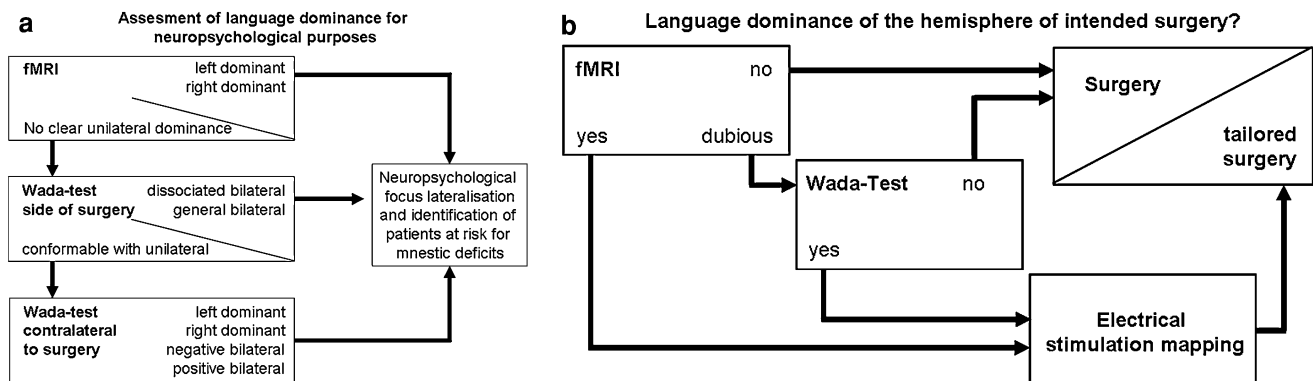 a
Assesment of language dominance for
neuropsychological purposes
fMRI
left dominant
right dominant
No clear unilateral dominance
Wada-test
side of surgery
dissociated bilateral
general bilateral
conformable with unilateral
Wada-test
contralateral
to surgery
left dominant
right dominant
negative bilateral
positive bilateral
Neuropsychological
focus lateralisation
and identification of
patients at risk for
mnestic deficits
b
Language dominance of the hemisphere of intended surgery?
fMRI
no
yes
dubious
Wada-Test
no
yes
Surgery
tailored
surgery
Electrical
stimulation mapping